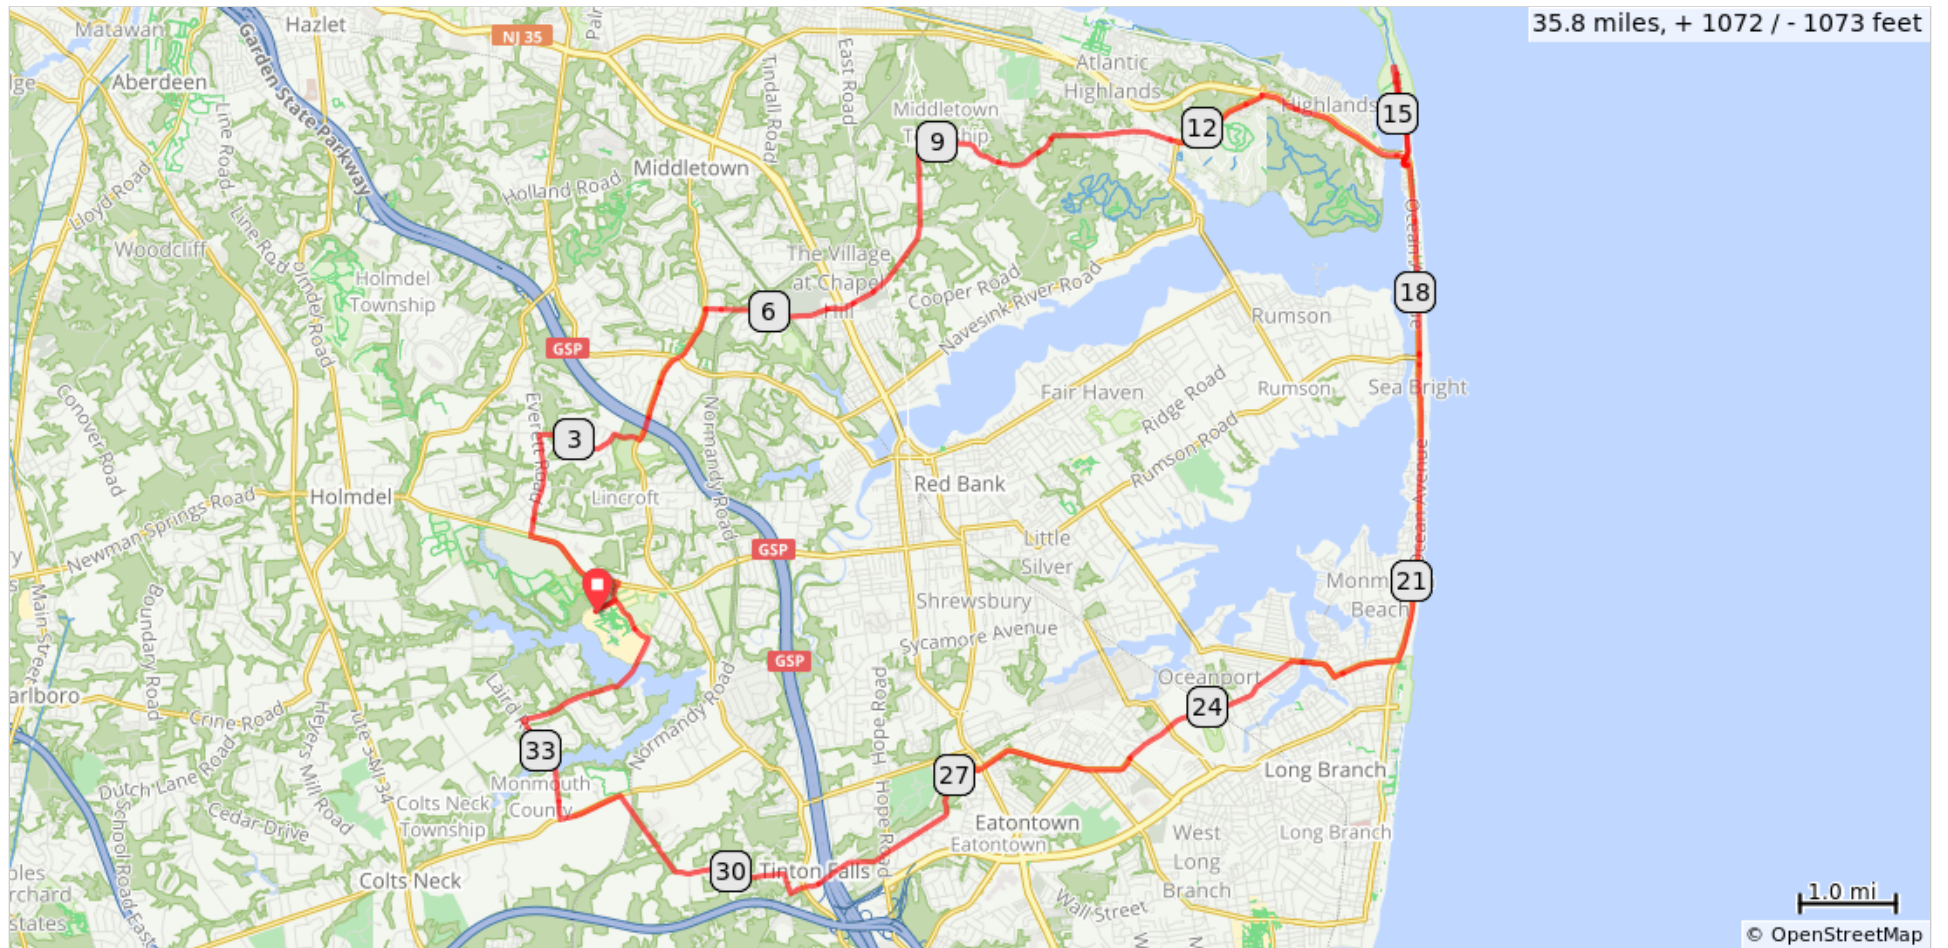 35.8 miles, + 1072 / - 1073 feet
Matawan
Hazlet
NJ 35
Aberdeen
Garden State Parkway
Line Road
Tindall Road
East Road
Atlantic
Highlands
Highlands
15
12
Middletown
9
Middletown
Lloyd Road
Line Road
Holland Road
Woodcliff
Holmdel
Township
The Village
at Chapel
Hill
Cooper Road
Navesink River Road
18
6
Rumson
GSP
Fair Haven
Ridge Road
Rumson
Sea Bright
Conover Road
Everett Road
3
Normandy Road
Rumson Road
Ocean Avenue
Holmdel
Lincroft
Red Bank
Newman Springs Road
GSP
Little
Silver
21
Beach
Main Street
Boundary Road
Shrewsbury
Sycamore Avenue
GSP
Hope Road
Oceanport
24
Laird
Crine Road
Heyers Mill Road
33
Normandy Road
27
Long Branch
Dutch Lane Road
Monmouth
County
Colts Neck
Township
Cedar Drive
Hope Road
Eatontown
Eatontown
West
Long
Branch
Long Branch
School Road East
Colts Neck
30
Tinton Falls
Wall Street
1.0 mi
© OpenStreetMap